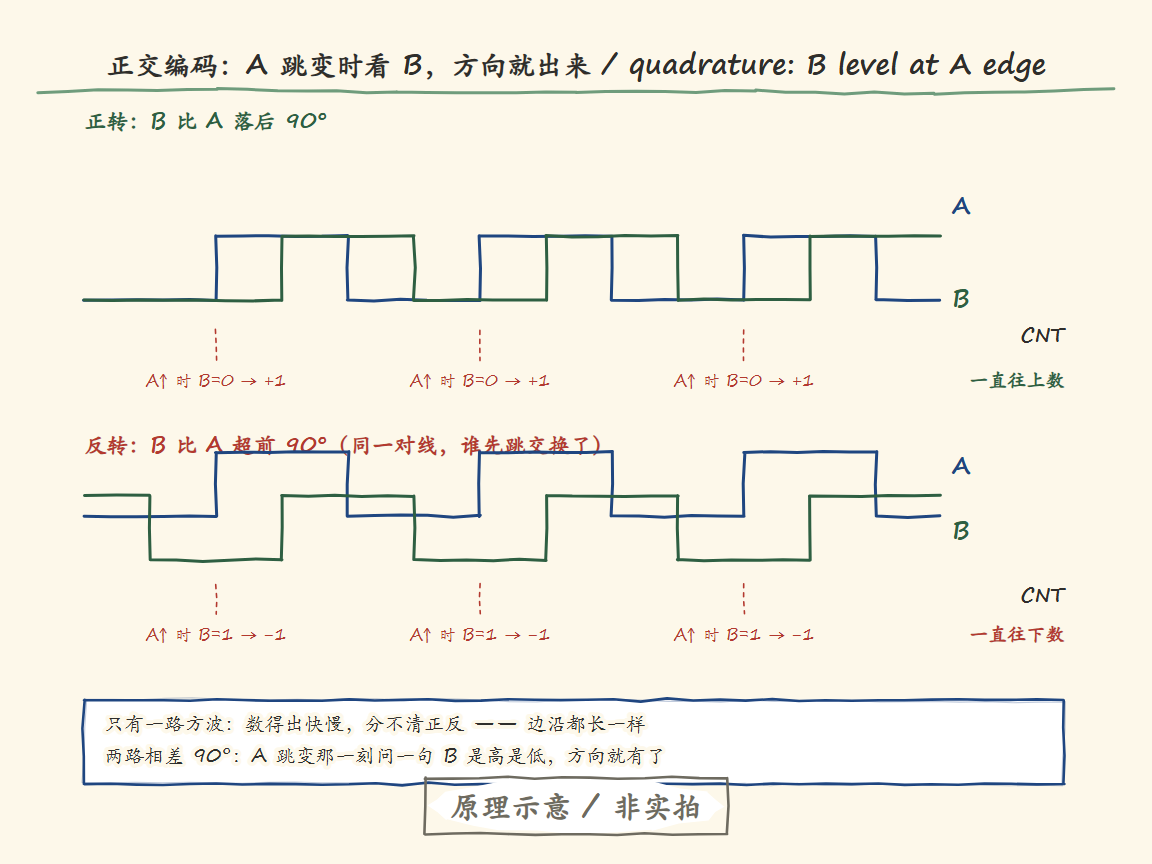 正交编码：A 跳变时看 B，方向就出来 / quadrature: B level at A edge
正转：B 比 A 落后 90°
A
B
CNT
A↑ 时 B=0 → +1
A↑ 时 B=0 → +1
A↑ 时 B=0 → +1
一直往上数
反转：B 比 A 超前 90°（同一对线，谁先跳交换了）
A
B
CNT
A↑ 时 B=1 → -1
A↑ 时 B=1 → -1
A↑ 时 B=1 → -1
一直往下数
只有一路方波：数得出快慢，分不清正反 —— 边沿都长一样
两路相差 90°：A 跳变那一刻问一句 B 是高是低，方向就有了
原理示意 / 非实拍